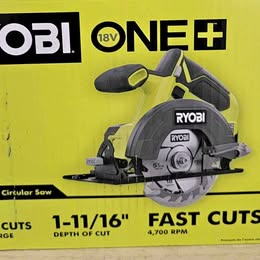 OBI 18V ONE+
RYOBI
RYOBI
Circular Saw
CUTS 1-11/16" FAST CUTS
RGE DEPTH OF CUT 4,700 RPM